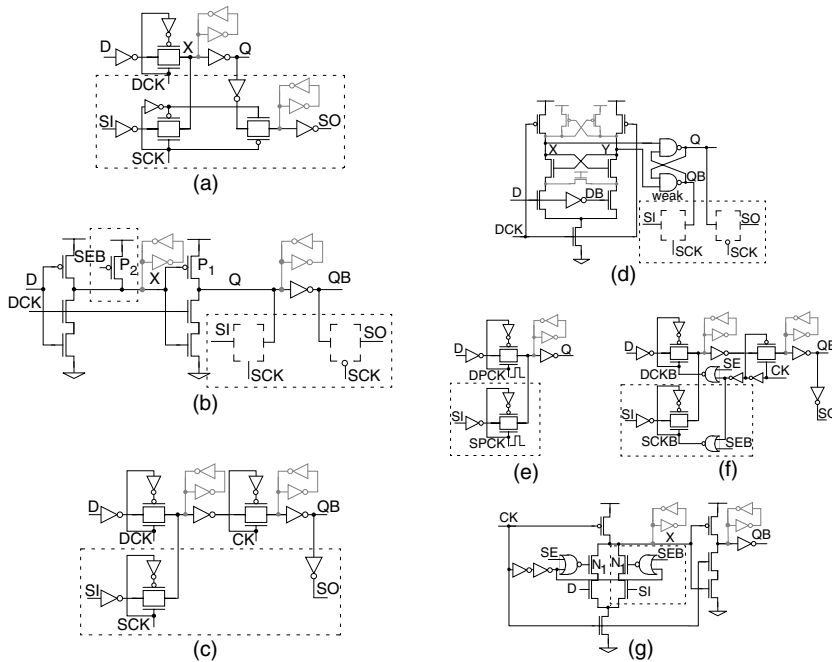 D
X
Q
DCK
SI
SO
SCK
(a)
D
DCK
SEB
P2
X
P1
Q
QB
SI
SCK
SO
SCK
(b)
D
DCK
CK
QB
SI
SCK
SO
(c)
X
Y
Q
QB
weak
D
DB
DCK
SI
SCK
SO
SCK
(d)
D
DPCK
Q
SI
SPCK
(e)
D
DCKB
SE
CK
QB
SI
SCKB
SEB
SO
(f)
CK
X
QB
SE
N1
N1
SEB
D
SI
(g)